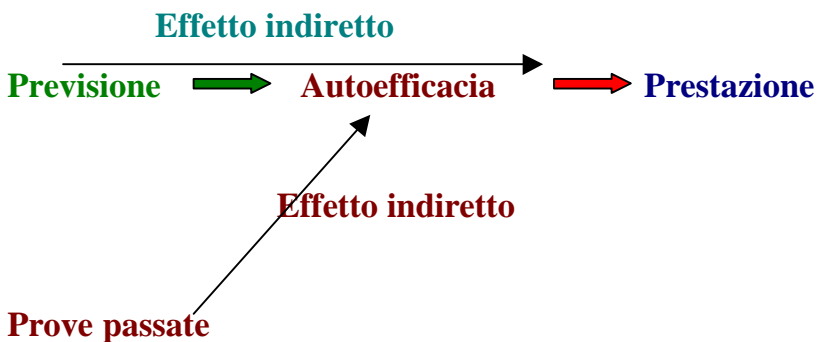 Effetto indiretto
Previsione Autoefficacia Prestazione
Effetto indiretto
Prove passate